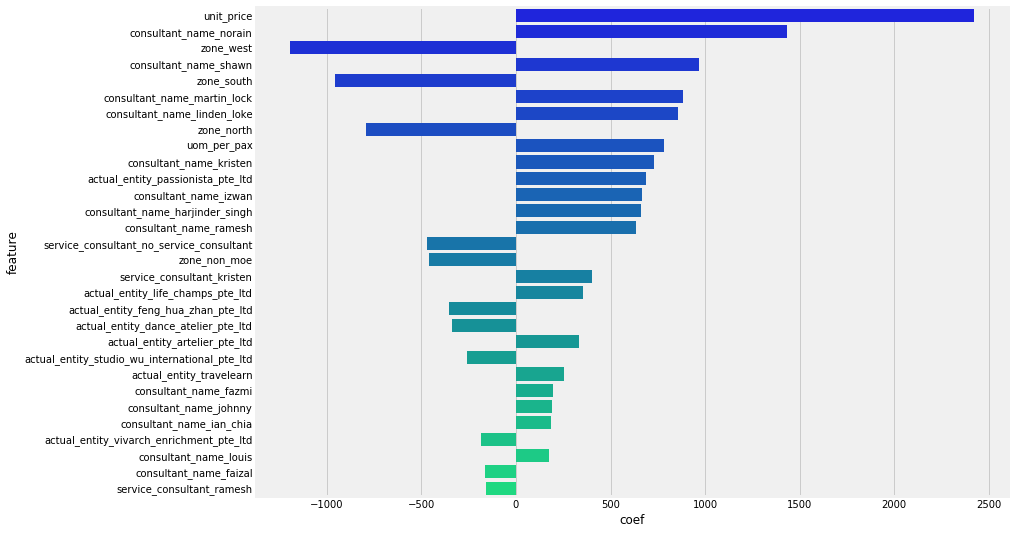 unit_price
consultant_name_norain
zone_west
consultant_name_shawn
zone_south
consultant_name_martin_lock
consultant_name_linden_loke
zone_north
uom_per_pax
consultant_name_kristen
actual_entity_passionista_pte_ltd
consultant_name_izwan
consultant_name_harjinder_singh
consultant_name_ramesh
service_consultant_no_service_consultant
zone_non_moe
service_consultant_kristen
actual_entity_life_champs_pte_ltd
actual_entity_feng_hua_zhan_pte_ltd
actual_entity_dance_atelier_pte_ltd
actual_entity_artelier_pte_ltd
actual_entity_studio_wu_international_pte_ltd
actual_entity_travelearn
consultant_name_fazmi
consultant_name_johnny
consultant_name_ian_chia
actual_entity_vivarch_enrichment_pte_ltd
consultant_name_louis
consultant_name_faizal
service_consultant_ramesh
feature
−1000 −500 0 500 1000 1500 2000 2500
coef